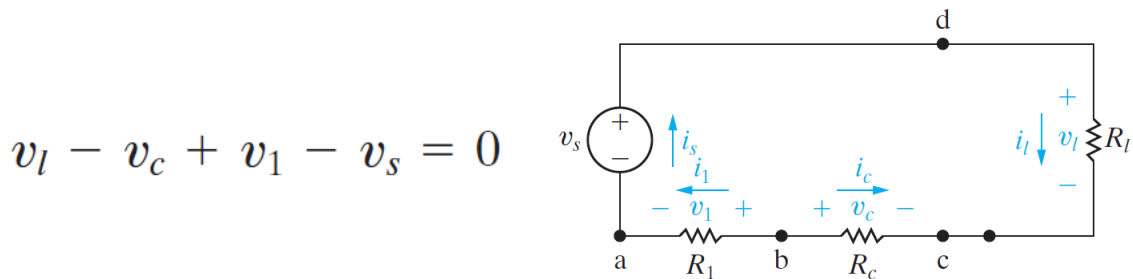 v_l − v_c + v_1 − v_s = 0
d
+
−
v_s
i_s
i_1
− v_1 +
i_c
+ v_c −
i_l
+
v_l
−
R_l
a
R_1
b
R_c
c